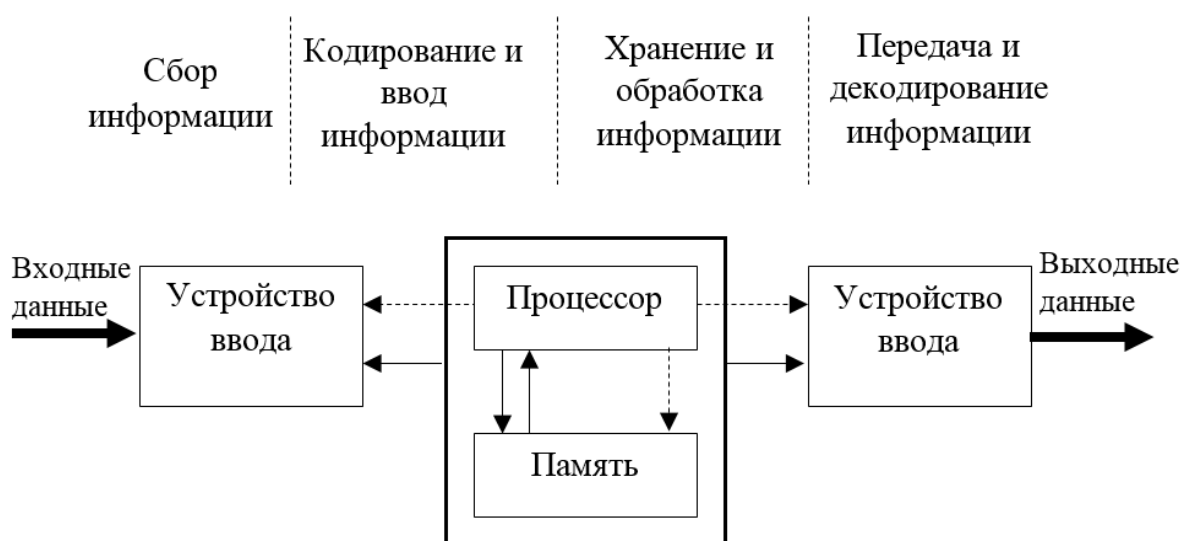 Сбор
информации
Кодирование и
ввод
информации
Хранение и
обработка
информации
Передача и
декодирование
информации
Входные
данные
Устройство
ввода
Процессор
Память
Устройство
ввода
Выходные
данные